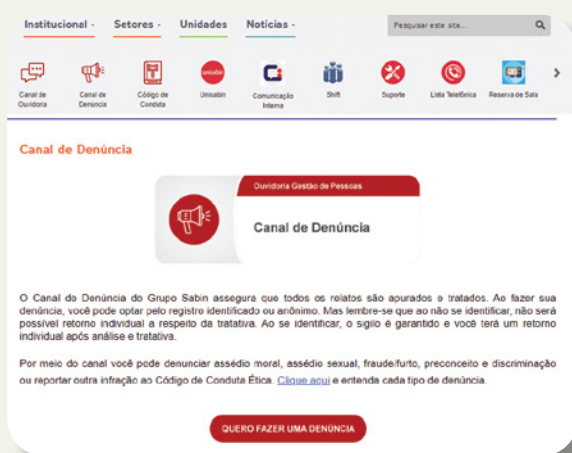 Institucional - Setores - Unidades Notícias - Pesquisar este site...
Canal de Ouvidoria Canal de Denúncia Código de Conduta unisabin Unisabin Comunicação Interna Shift Suporte Lista Telefônica Reserva de Sala
Canal de Denúncia
Ouvidoria Gestão de Pessoas
Canal de Denúncia
O Canal do Denúncia do Grupo Sabin assegura que todos os relatos são apurados o tratados. Ao fazer sua
denúncia, você pode optar pelo registro identificado ou anônimo. Mas lembre-se que ao não se identificar, não será
possível retorno individual a respeito da tratativa. Ao se identificar, o sigilo é garantido e você terá um retorno
individual após análise e tratativa.
Por meio do canal você pode denunciar assédio moral, assédio sexual, fraude/furto, preconceito e discriminação
ou reportar outra infração ao Código de Conduta Ética. Clique aqui e entenda cada tipo de denúncia.
QUERO FAZER UMA DENÚNCIA